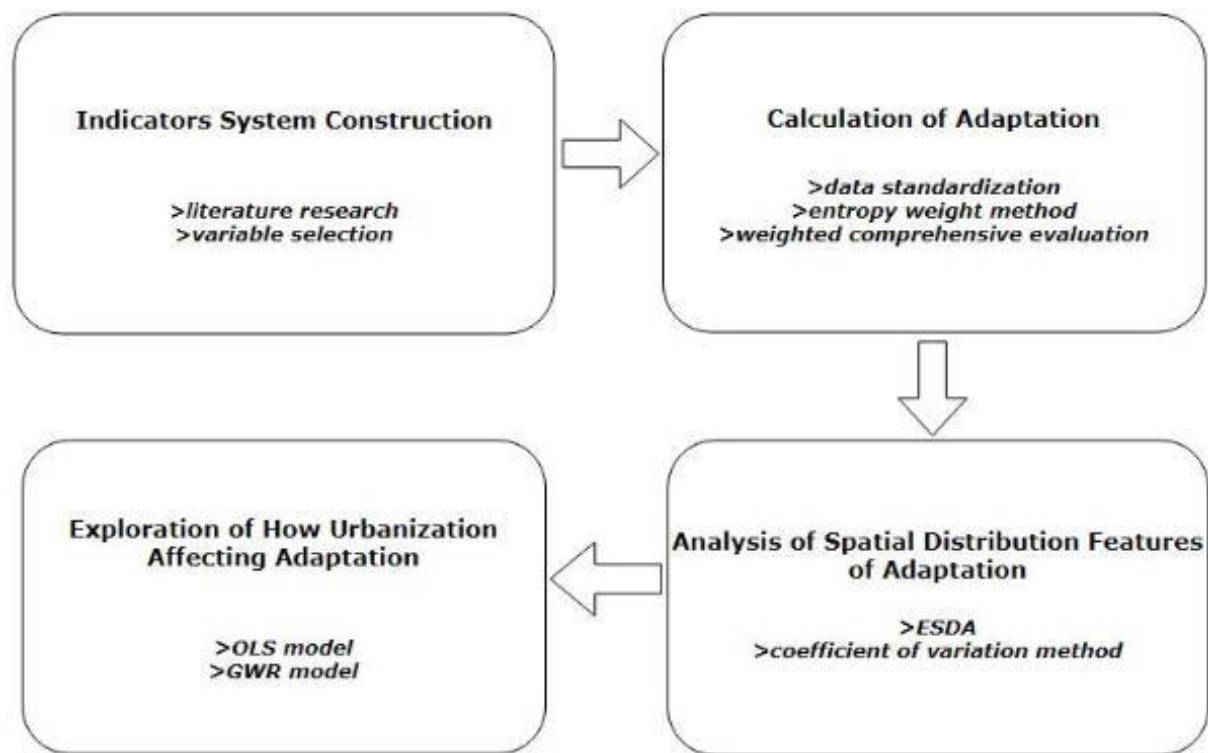 Indicators System Construction
>literature research
>variable selection
Calculation of Adaptation
>data standardization
>entropy weight method
>weighted comprehensive evaluation
Analysis of Spatial Distribution Features
of Adaptation
>ESDA
>coefficient of variation method
Exploration of How Urbanization
Affecting Adaptation
>OLS model
>GWR model